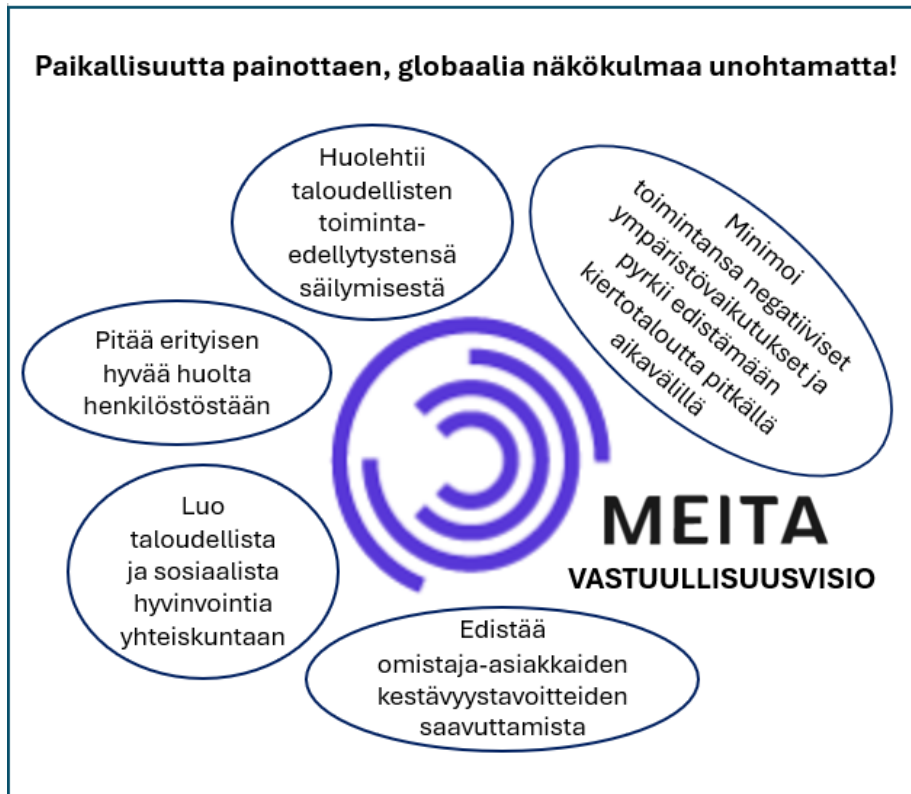 Paikallisuutta painottaen, globaalia näkökulmaa unohtamatta!
Huolehtii
taloudellisten
toiminta-
edellytystensä
säilymisestä
Minimoi
toimintansa negatiiviset
ympäristövaikutukset ja
pyrkii edistämään
kiertotaloutta pitkällä
aikavälillä
Pitää erityisen
hyvää huolta
henkilöstöstään
Luo
taloudellista
ja sosiaalista
hyvinvointia
yhteiskuntaan
MEITA
VASTUULLISUUSVISIO
Edistää
omistaja-asiakkaiden
kestävyystavoitteiden
saavuttamista